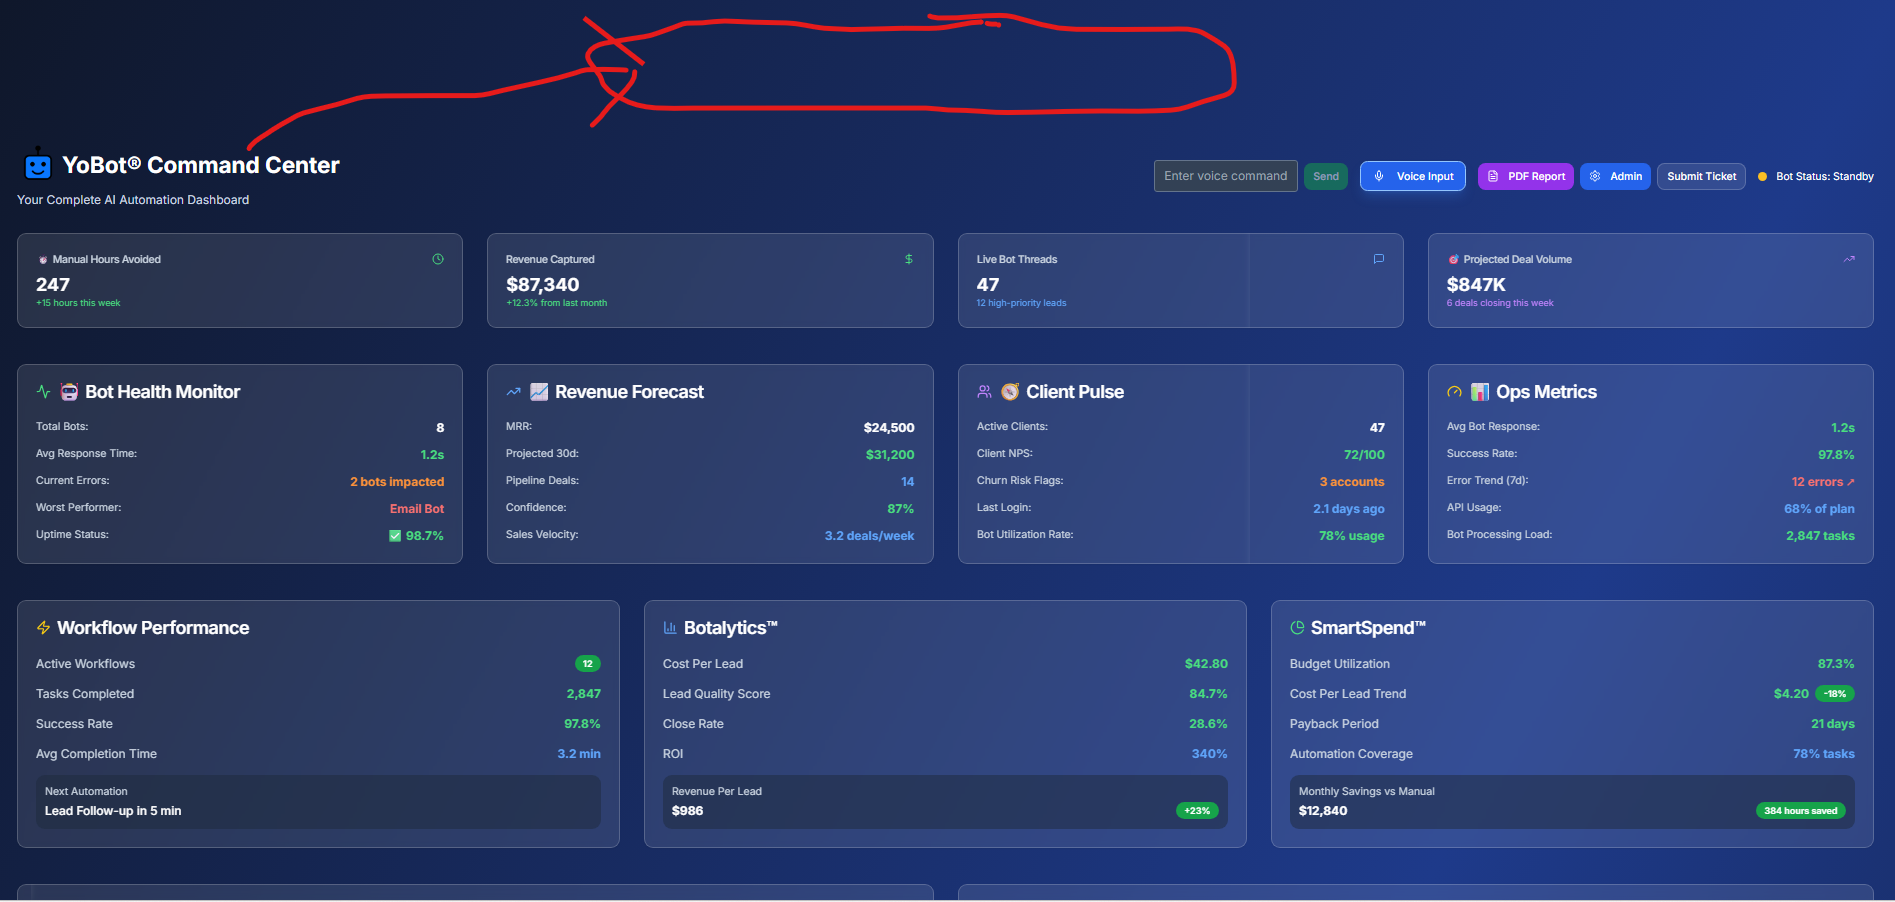 YoBot® Command Center
Your Complete AI Automation Dashboard
Enter voice command
Send
Voice Input
PDF Report
Admin
Submit Ticket
Bot Status: Standby
Manual Hours Avoided
247
+15 hours this week
Revenue Captured
$
$87,340
+12.3% from last month
Live Bot Threads
47
12 high-priority leads
Projected Deal Volume
$847K
6 deals closing this week
Bot Health Monitor
Total Bots: 8
Avg Response Time: 1.2s
Current Errors: 2 bots impacted
Worst Performer: Email Bot
Uptime Status: ✅ 98.7%
Revenue Forecast
MRR: $24,500
Projected 30d: $31,200
Pipeline Deals: 14
Confidence: 87%
Sales Velocity: 3.2 deals/week
Client Pulse
Active Clients: 47
Client NPS: 72/100
Churn Risk Flags: 3 accounts
Last Login: 2.1 days ago
Bot Utilization Rate: 78% usage
Ops Metrics
Avg Bot Response: 1.2s
Success Rate: 97.8%
Error Trend (7d): 12 errors ↗
API Usage: 68% of plan
Bot Processing Load: 2,847 tasks
Workflow Performance
Active Workflows 12
Tasks Completed 2,847
Success Rate 97.8%
Avg Completion Time 3.2 min
Next Automation
Lead Follow-up in 5 min
Botalytics™
Cost Per Lead $42.80
Lead Quality Score 84.7%
Close Rate 28.6%
ROI 340%
Revenue Per Lead
$986 +23%
SmartSpend™
Budget Utilization 87.3%
Cost Per Lead Trend $4.20 -18%
Payback Period 21 days
Automation Coverage 78% tasks
Monthly Savings vs Manual
$12,840 384 hours saved